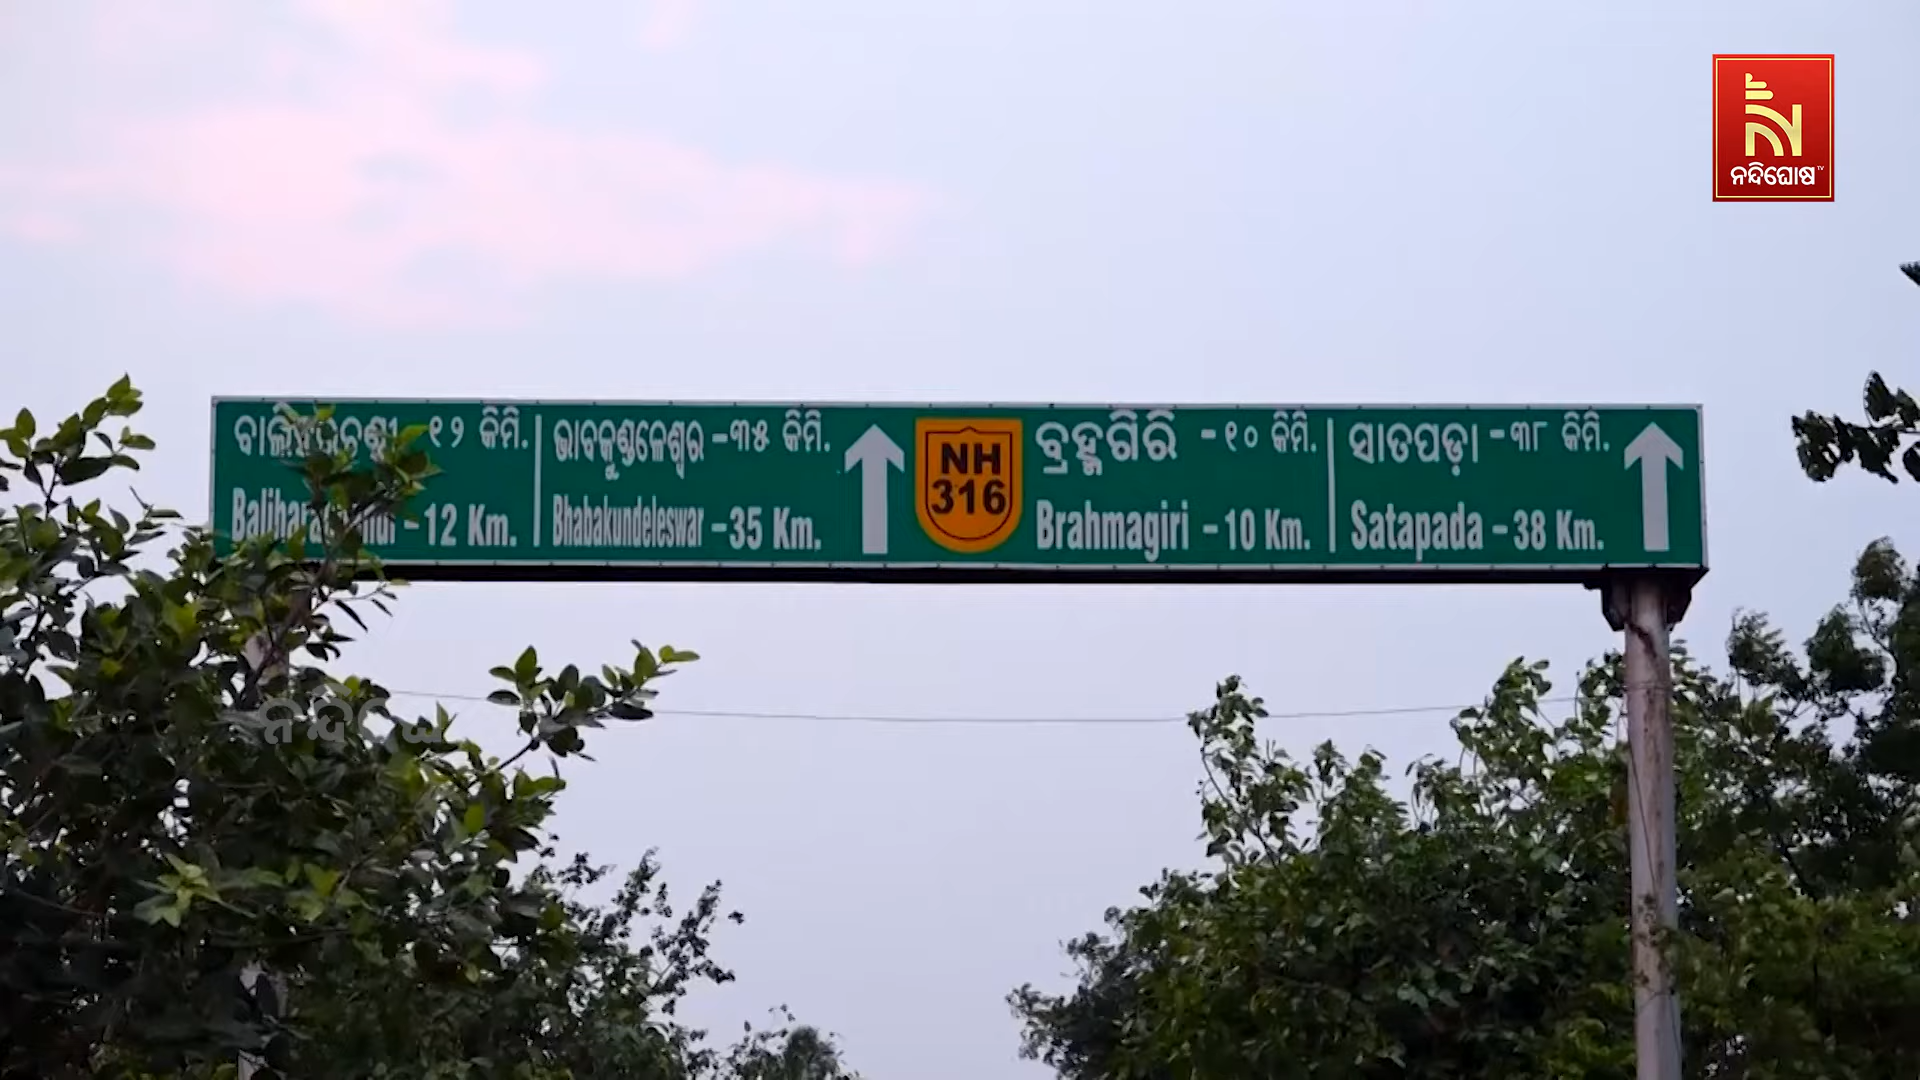 ନନ୍ଦିଘୋଷ TV
-୧୨ କିମି.
-12 Km.
ଭାବକୁଣ୍ଡଳେଶ୍ୱର -୩୫ କିମି.
Bhabakundeleswar -35 Km.
NH
316
ବ୍ରହ୍ମଗିରି -୧୦ କିମି.
Brahmagiri -10 Km.
ସାତପଡ଼ା -୩୮ କିମି.
Satapada -38 Km.